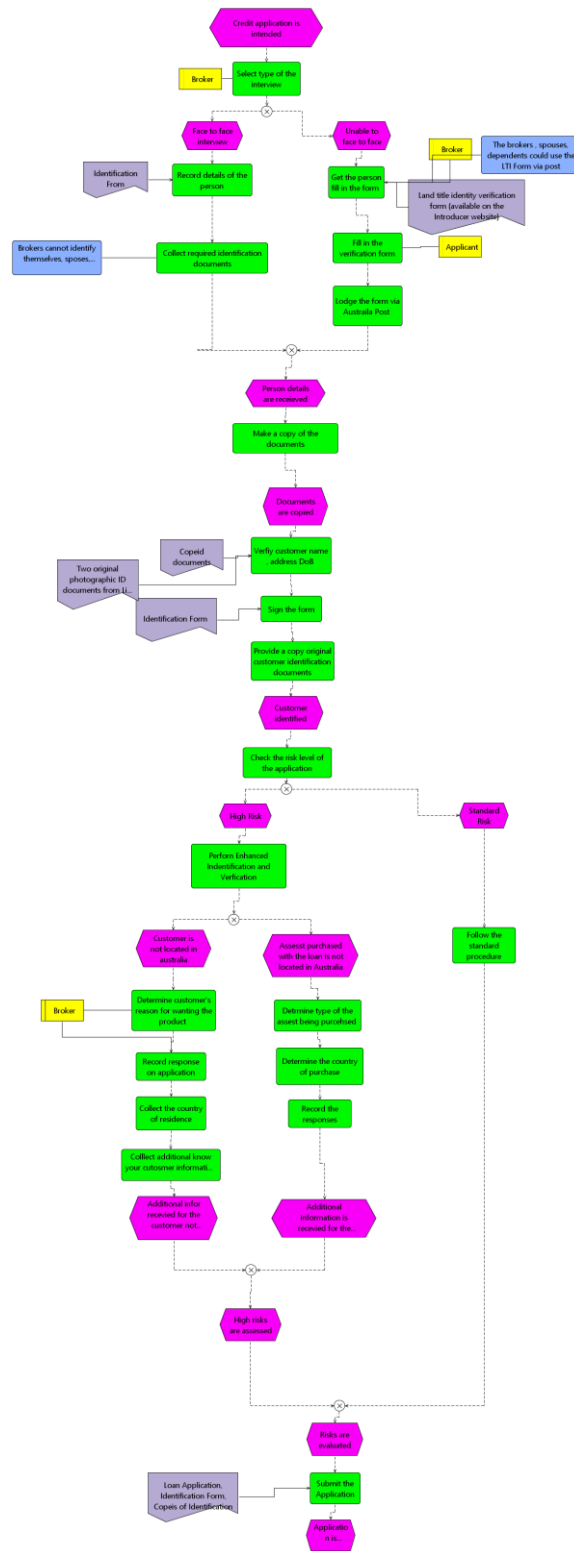 Credit application is
intended
Broker
Select type of the
interview
Face to face
interview
Unable to
face to face
Broker
The brokers , spouses,
dependents could use the
LTI Form via post
Identification
From
Record details of the
person
Get the person
fill in the form
Land title identity verification
form (available on the
Introducer website)
Brokers cannot identify
themselves, sposes,...
Collect required identification
documents
Fill in the
verification form
Applicant
Lodge the form via
Austraila Post
Person details
are receieved
Make a copy of the
documents
Documents
are copied
Copeid
documents
Verfiy customer name
, address DoB
Two original
photographic ID
documents from Li...
Identification Form
Sign the form
Provide a copy original
customer identification
documents
Customer
identified
Check the risk level of
the application
High Risk
Standard
Risk
Perforn Enhanced
Indentification and
Verfication
Customer is
not located in
australia
Assesst purchased
with the loan is not
located in Australia
Follow the
standard
procedure
Broker
Determine customer's
reason for wanting the
product
Detrmine type of the
assest being purcehsed
Record response
on application
Determine the country
of purchase
Collect the country
of residence
Record the
responses
Colllect additional know
your cutosmer informati...
Additional infor
recevied for the
customer not...
Additional
information is
recevied for the...
High risks
are assessed
Risks are
evaluated
Loan Application,
Identification Form,
Copeis of Identification
Submit the
Application
Applicatio
n is...